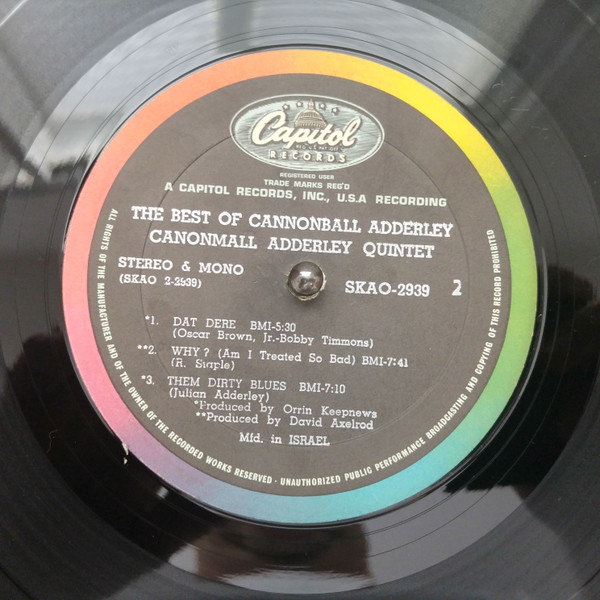 Capitol
RECORDS
REGISTERED USER
TRADE MARKS REG'D
A CAPITOL RECORDS, INC., U.S.A RECORDING
THE BEST OF CANNONBALL ADDERLEY
CANONMALL ADDERLEY QUINTET
STEREO & MONO
(SKAO 2-2939)
SKAO-2939 2
*1. DAT DERE BMI-5:30
(Oscar Brown, Jr.-Bobby Timmons)
**2. WHY? (Am I Treated So Bad) BMI-7:41
(R. Staple)
*3. THEM DIRTY BLUES BMI-7:10
(Julian Adderley)
*Produced by Orrin Keepnews
**Produced by David Axelrod
Mfd. in ISRAEL
ALL RIGHTS OF THE MANUFACTURER AND OF THE OWNER OF THE RECORDED WORKS RESERVED · UNAUTHORIZED PUBLIC PERFORMANCE BROADCASTING AND COPYING OF THIS RECORD PROHIBITED